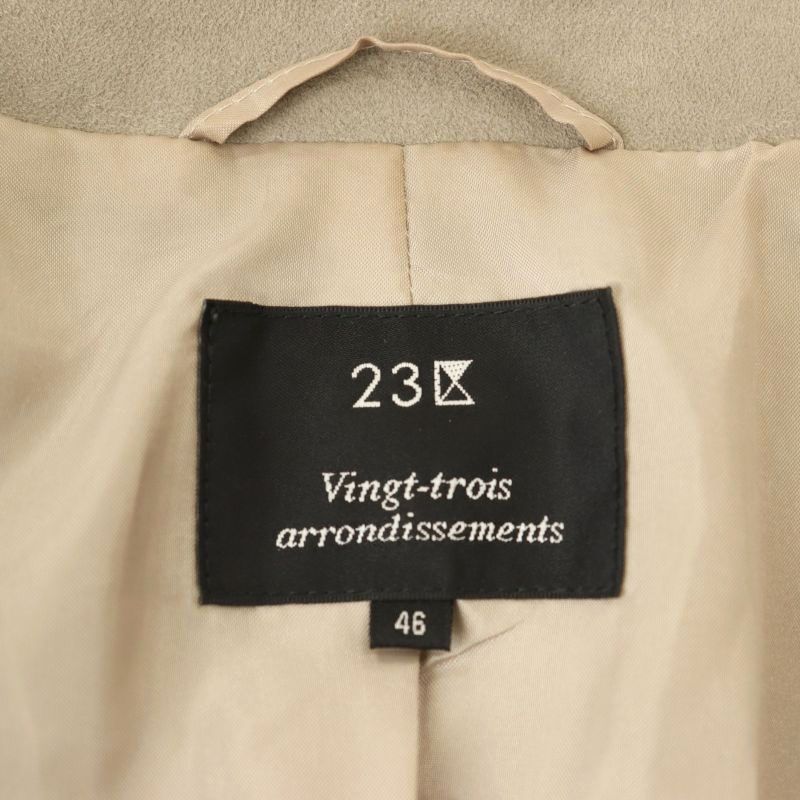 23区
Vingt-trois
arrondissements
46